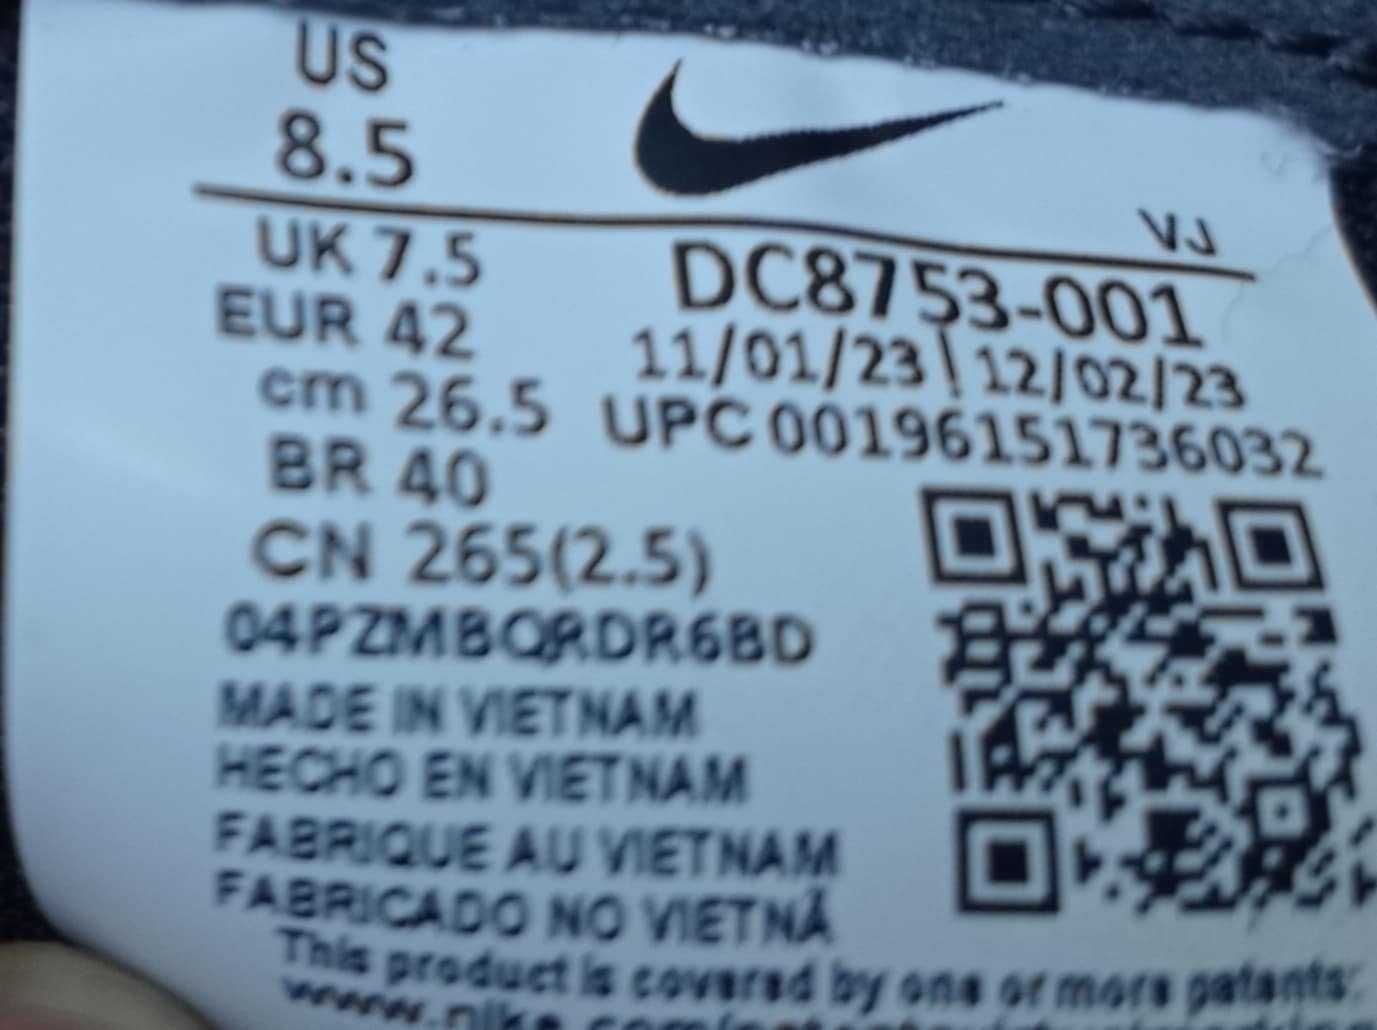 US
8.5
VJ
UK 7.5
DC8753-001
EUR 42
11/01/23 | 12/02/23
cm 26.5
UPC 00196151736032
BR 40
CN 265(2.5)
04PZMBQRDR6BD
MADE IN VIETNAM
HECHO EN VIETNAM
FABRIQUE AU VIETNAM
FABRICADO NO VIETNÃ
This product is covered by one or more patents: